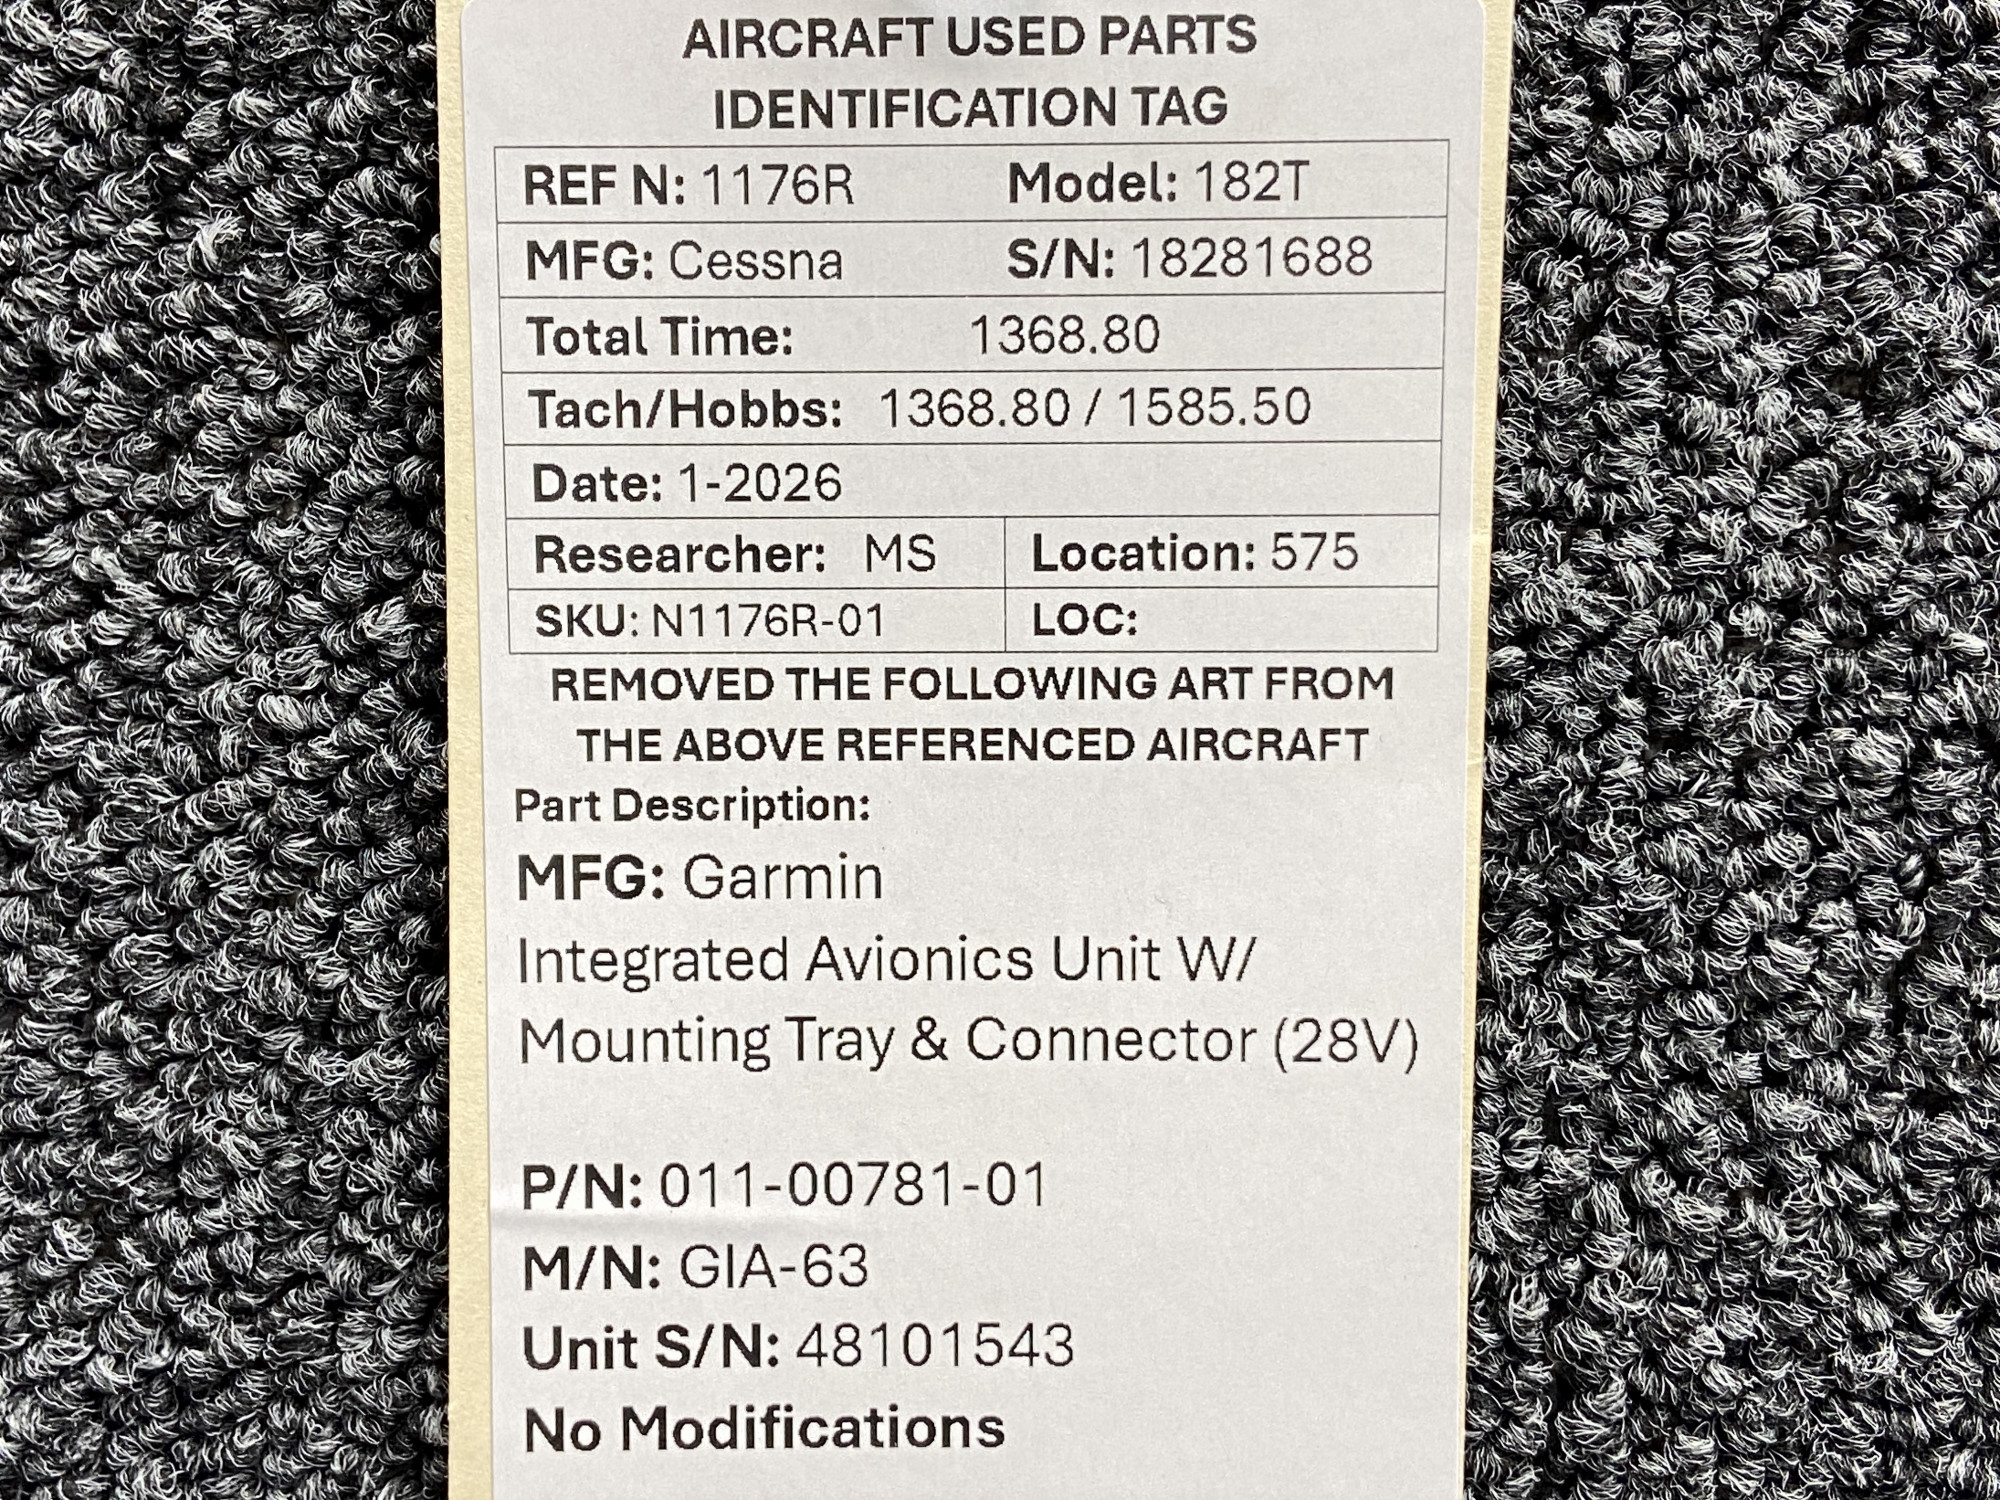 AIRCRAFT USED PARTS
IDENTIFICATION TAG
REF N: 1176R Model: 182T
MFG: Cessna S/N: 18281688
Total Time: 1368.80
Tach/Hobbs: 1368.80 / 1585.50
Date: 1-2026
Researcher: MS Location: 575
SKU: N1176R-01 LOC:
REMOVED THE FOLLOWING ART FROM
THE ABOVE REFERENCED AIRCRAFT
Part Description:
MFG: Garmin
Integrated Avionics Unit W/
Mounting Tray & Connector (28V)
P/N: 011-00781-01
M/N: GIA-63
Unit S/N: 48101543
No Modifications